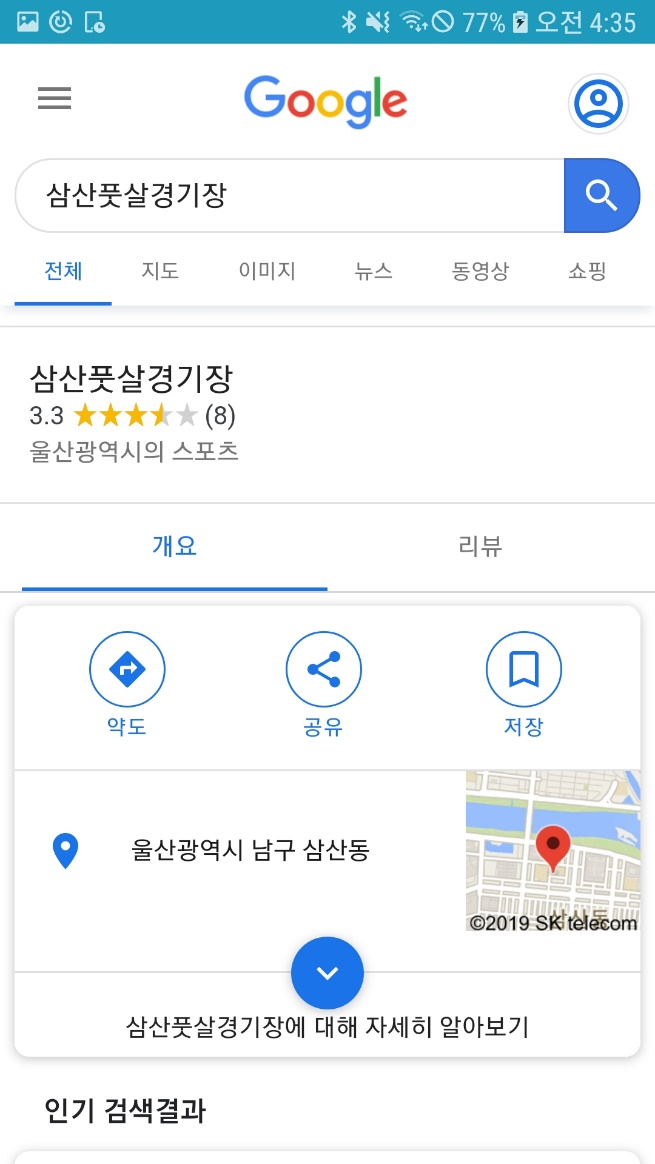 77% 오전 4:35
Google
삼산풋살경기장
전체 지도 이미지 뉴스 동영상 쇼핑
삼산풋살경기장
3.3 (8)
울산광역시의 스포츠
개요 리뷰
약도 공유 저장
울산광역시 남구 삼산동
삼산동
©2019 SK telecom
삼산풋살경기장에 대해 자세히 알아보기
인기 검색결과